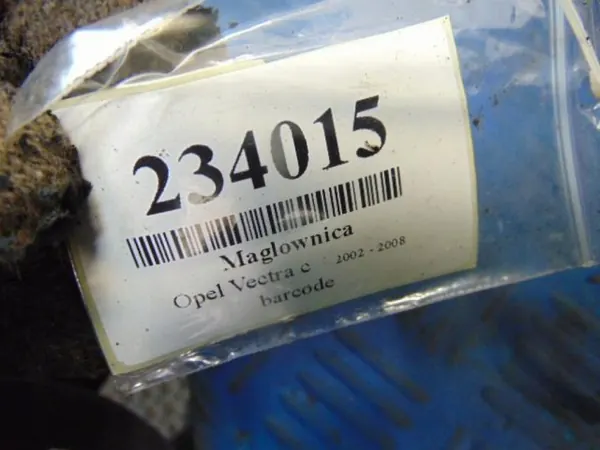 234015
Maglownica
Opel Vectra c 2002 - 2008
barcode